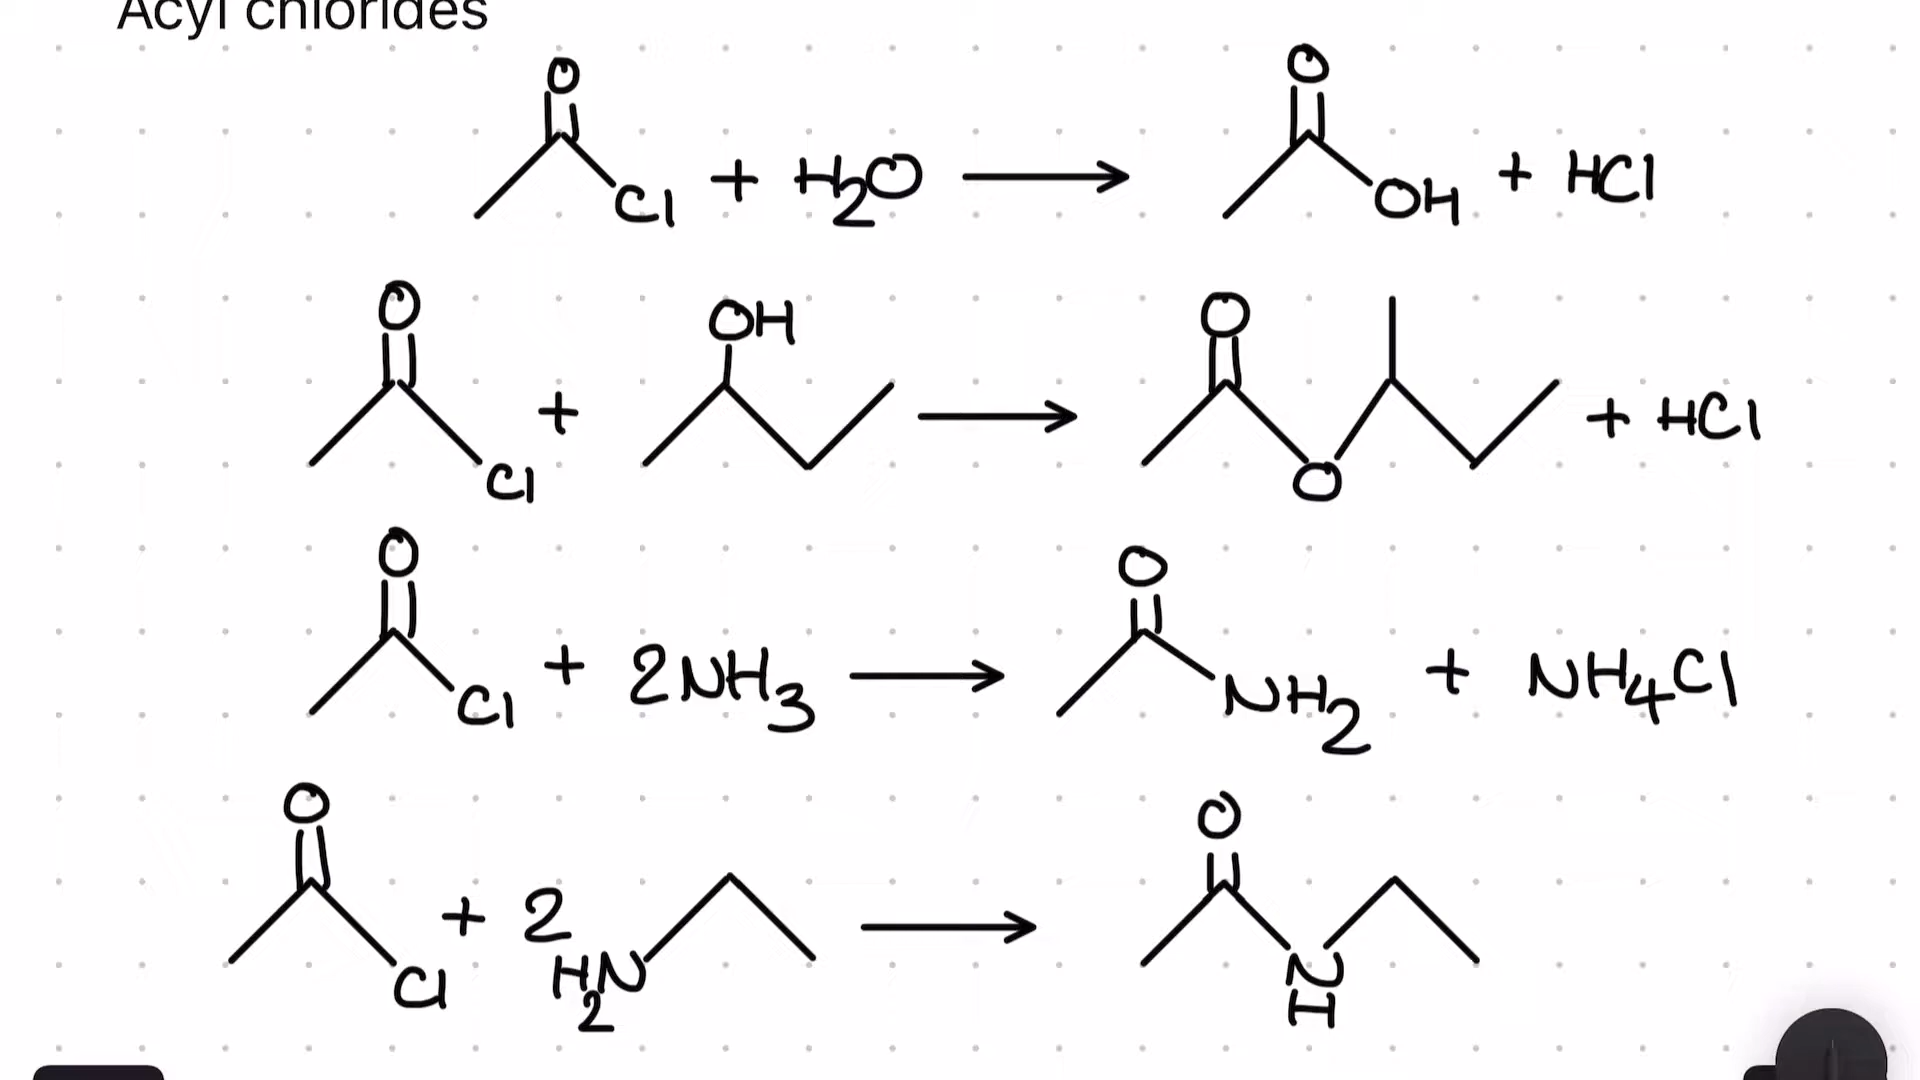 Acyl chlorides
O Cl + H2O → O OH + HCl
O Cl + OH → O O + HCl
O Cl + 2NH3 → O NH2 + NH4Cl
O Cl + 2 H2N → O N H